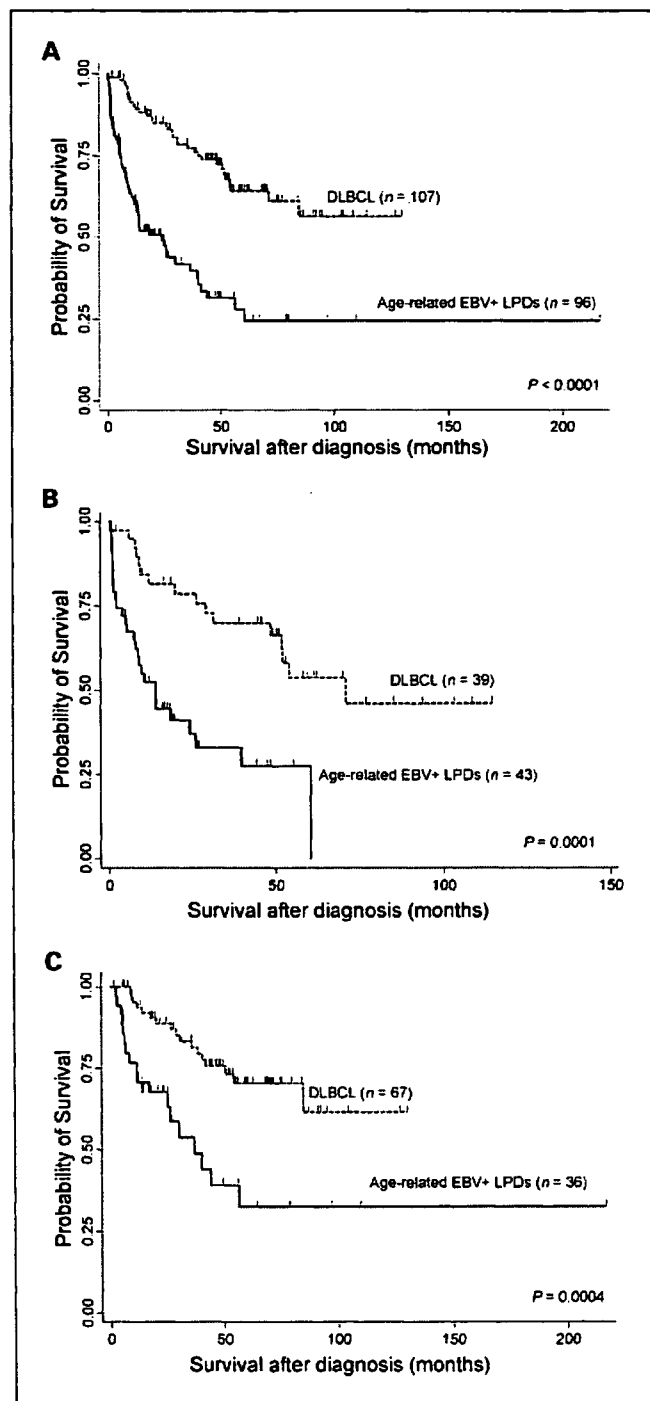 A
1.00
0.75
0.50
0.25
0.00
Probability of Survival
DLBCL (n = 107)
Age-related EBV+ LPDs (n = 96)
P < 0.0001
0 50 100 150 200
Survival after diagnosis (months)
B
1.00
0.75
0.50
0.25
0.00
Probability of Survival
DLBCL (n = 39)
Age-related EBV+ LPDs (n = 43)
P = 0.0001
0 50 100 150
Survival after diagnosis (months)
C
1.00
0.75
0.50
0.25
0.00
Probability of Survival
DLBCL (n = 67)
Age-related EBV+ LPDs (n = 36)
P = 0.0004
0 50 100 150 200
Survival after diagnosis (months)